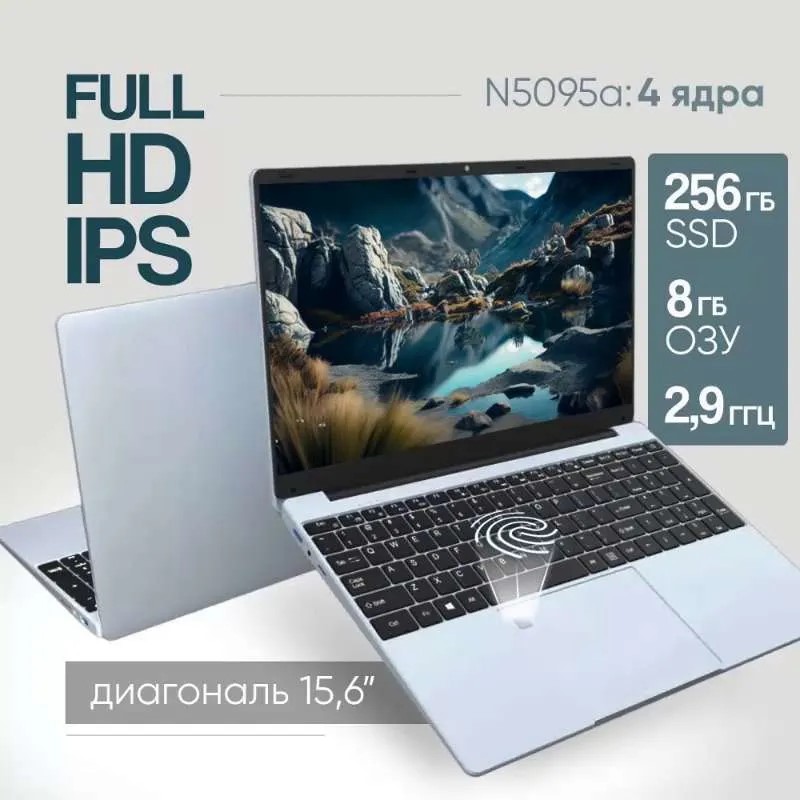 FULL
HD
IPS
N5095a: 4 ядра
256 ГБ
SSD
8 ГБ
ОЗУ
2,9 ГГЦ
диагональ 15,6”